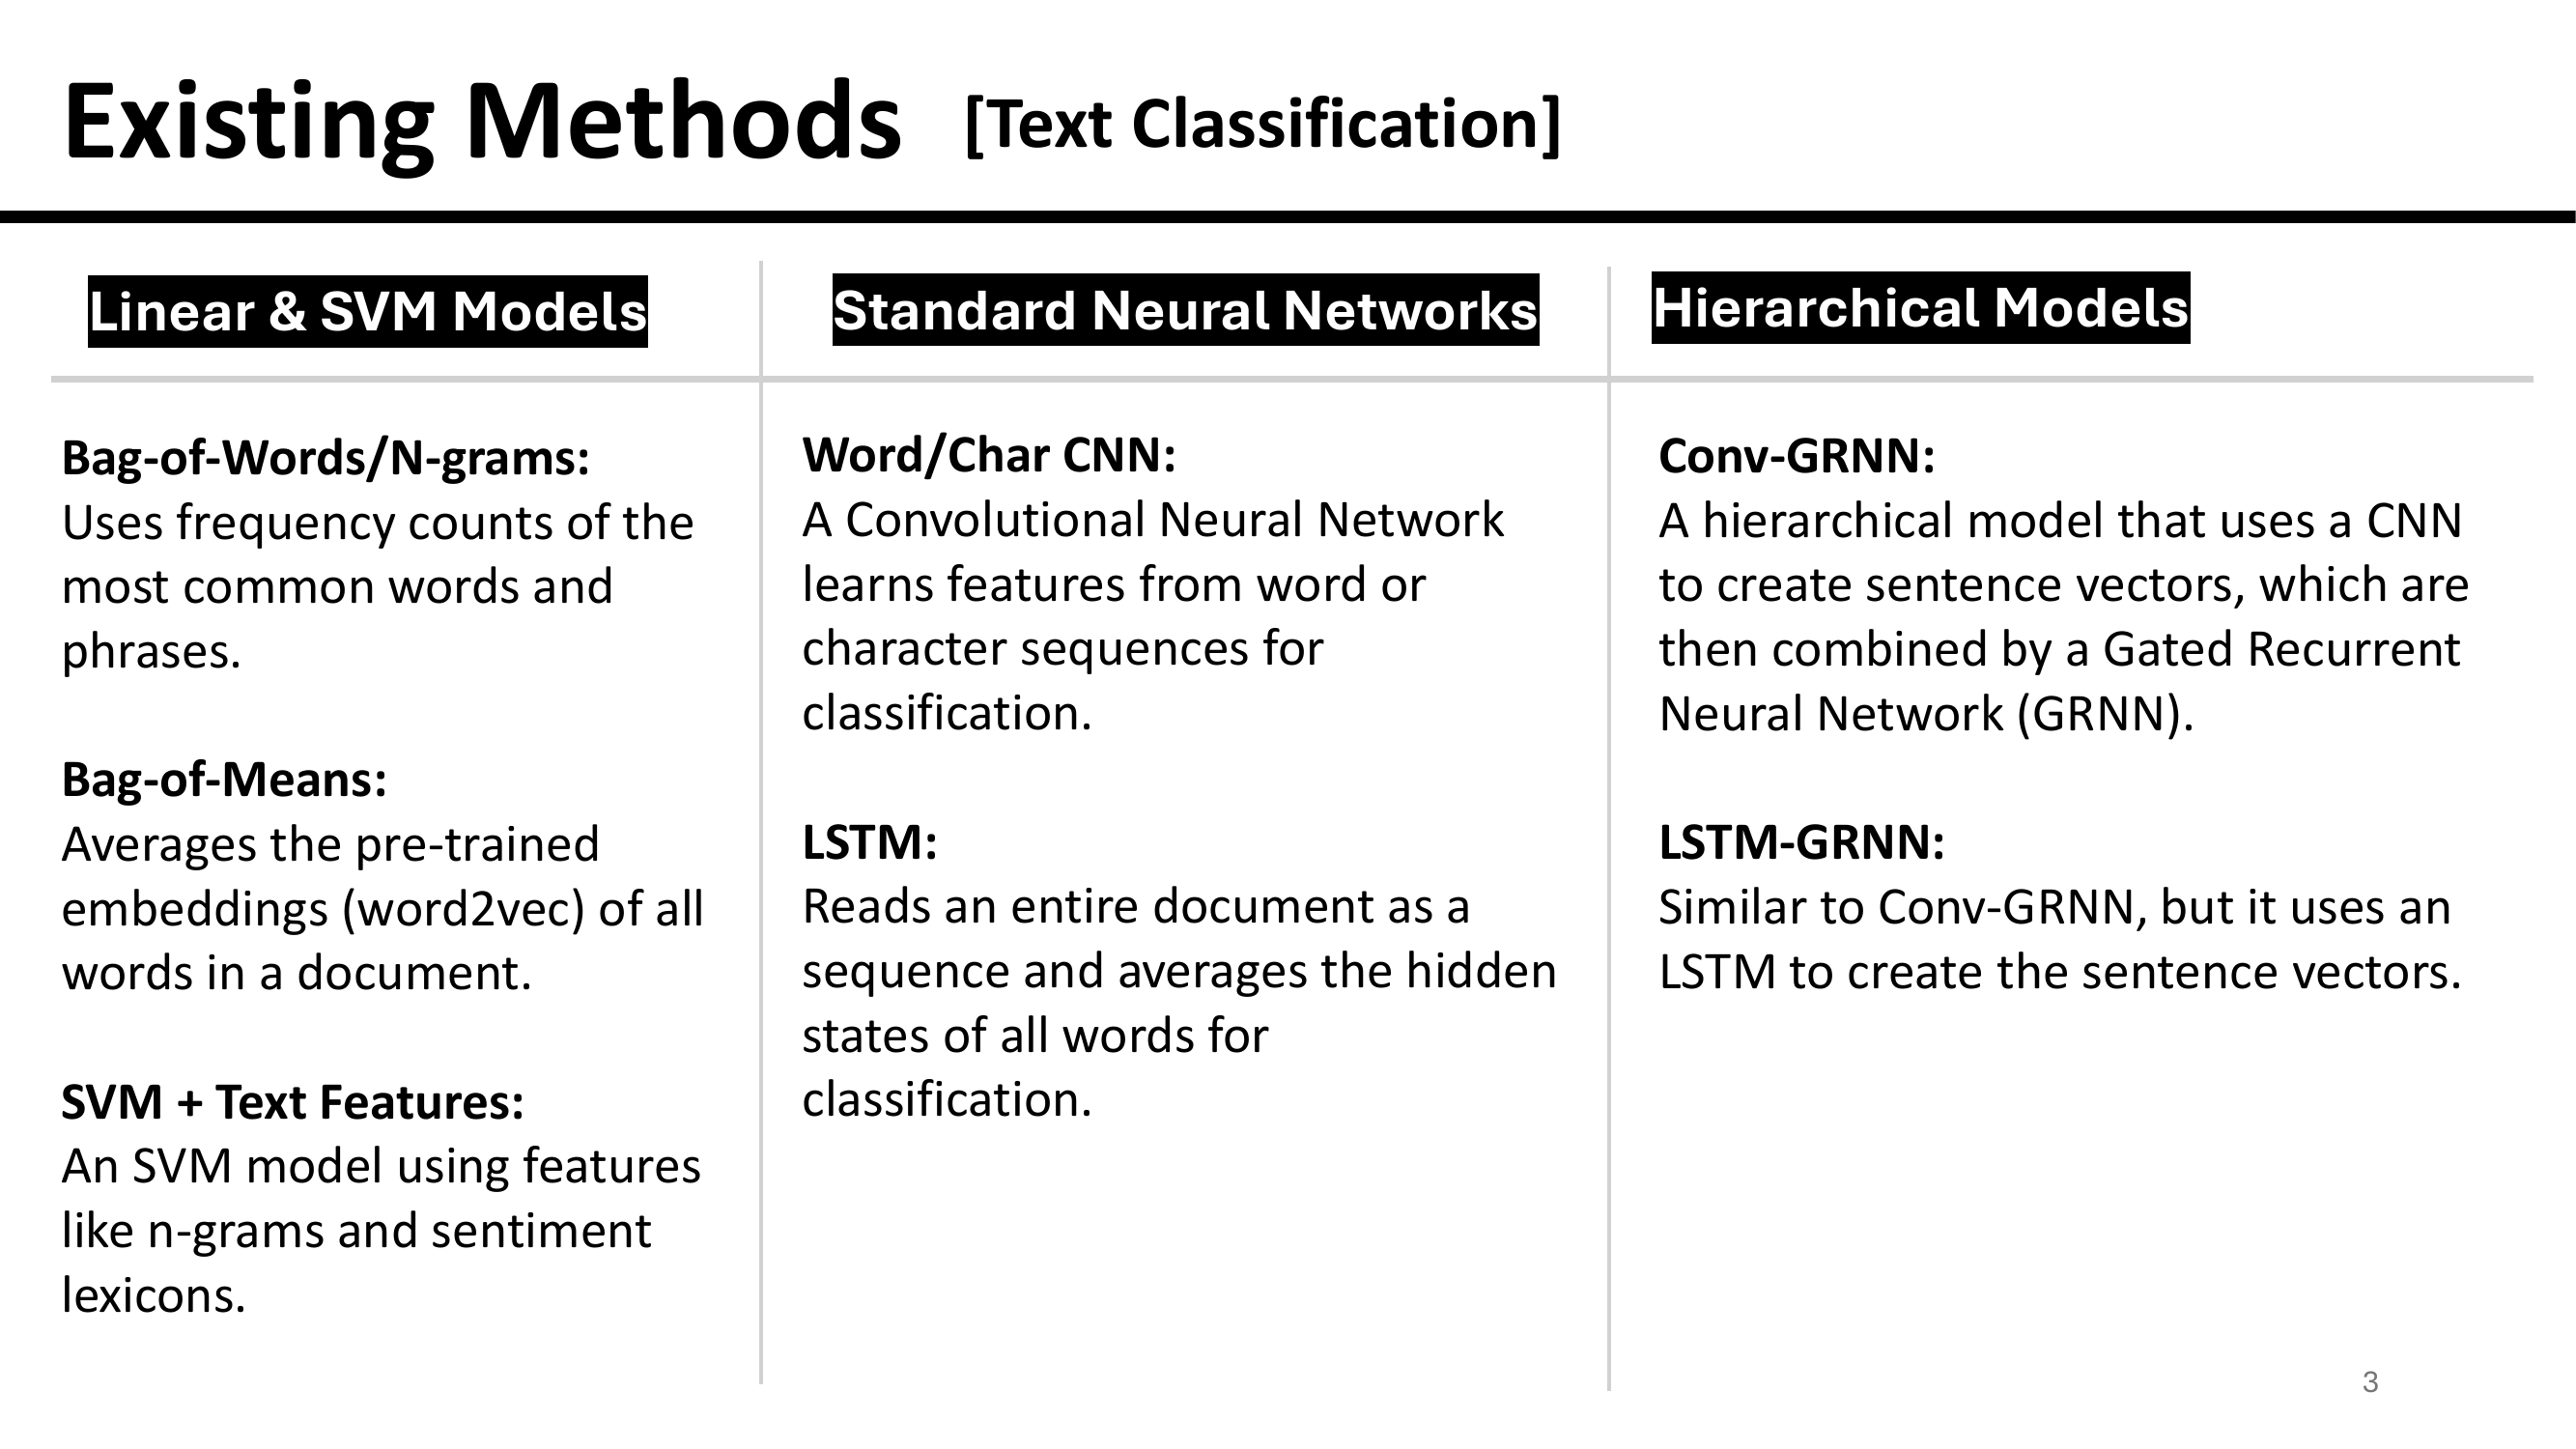 Existing Methods [Text Classification]
Linear & SVM Models
Bag-of-Words/N-grams:
Uses frequency counts of the
most common words and
phrases.
Bag-of-Means:
Averages the pre-trained
embeddings (word2vec) of all
words in a document.
SVM + Text Features:
An SVM model using features
like n-grams and sentiment
lexicons.
Standard Neural Networks
Word/Char CNN:
A Convolutional Neural Network
learns features from word or
character sequences for
classification.
LSTM:
Reads an entire document as a
sequence and averages the hidden
states of all words for
classification.
Hierarchical Models
Conv-GRNN:
A hierarchical model that uses a CNN
to create sentence vectors, which are
then combined by a Gated Recurrent
Neural Network (GRNN).
LSTM-GRNN:
Similar to Conv-GRNN, but it uses an
LSTM to create the sentence vectors.
3